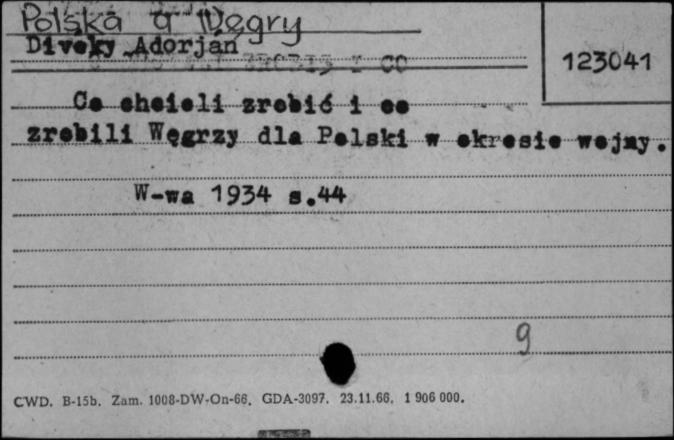 Polska a Węgry
Diveky Adorjan
123041
Co chcieli zrobić i co
zrobili Węgrzy dla Polski w okresie wojny.
W-wa 1934 s.44
9
CWD. B-15b. Zam. 1008-DW-On-66. GDA-3097. 23.11.66. 1 906 000.